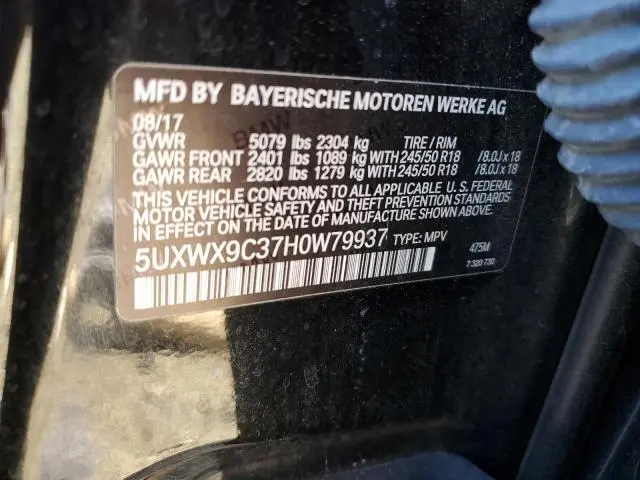 MFD BY BAYERISCHE MOTOREN WERKE AG
08/17
GVWR 5079 lbs 2304 kg TIRE / RIM
GAWR FRONT 2401 lbs 1089 kg WITH 245/50 R18 /8.0J x 18
GAWR REAR 2820 lbs 1279 kg WITH 245/50 R18 /8.0J x 18
THIS VEHICLE CONFORMS TO ALL APPLICABLE U. S. FEDERAL
MOTOR VEHICLE SAFETY AND THEFT PREVENTION STANDARDS
IN EFFECT ON THE DATE OF MANUFACTURE SHOWN ABOVE.
5UXWX9C37H0W79937 TYPE: MPV 475M
7 320 730